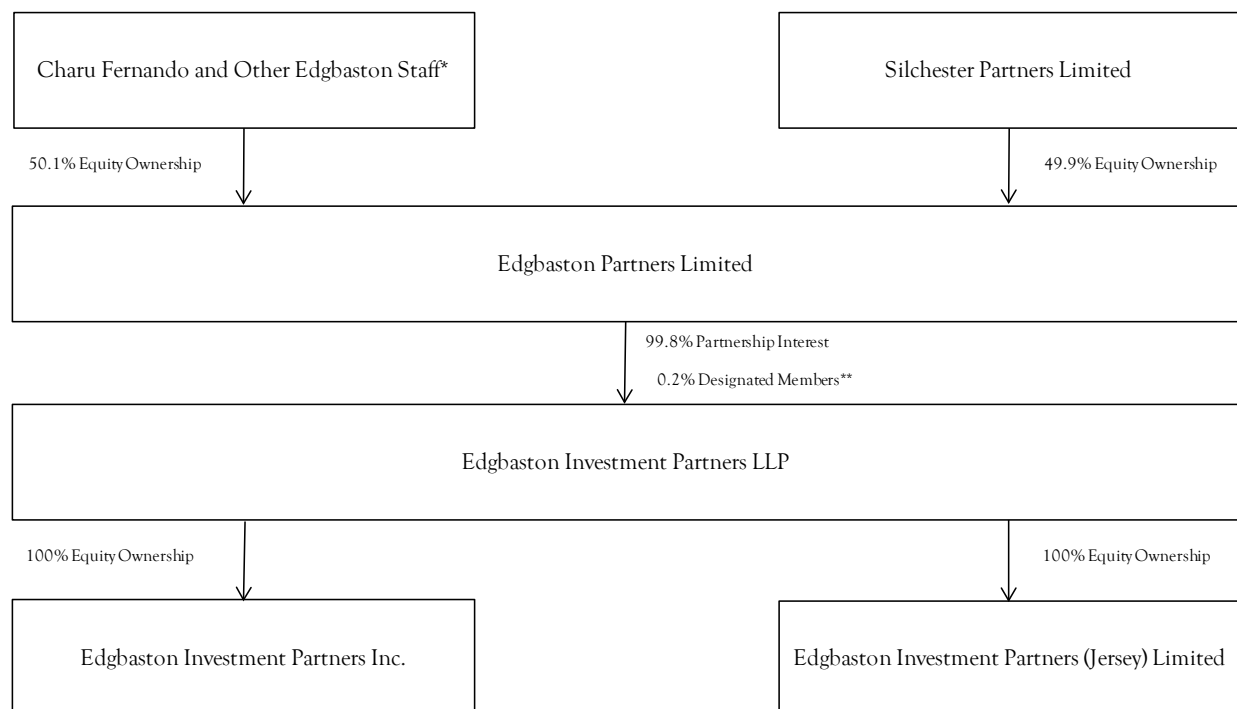 Charu Fernando and Other Edgbaston Staff*
Silchester Partners Limited
50.1% Equity Ownership
49.9% Equity Ownership
Edgbaston Partners Limited
99.8% Partnership Interest
0.2% Designated Members**
Edgbaston Investment Partners LLP
100% Equity Ownership
100% Equity Ownership
Edgbaston Investment Partners Inc.
Edgbaston Investment Partners (Jersey) Limited